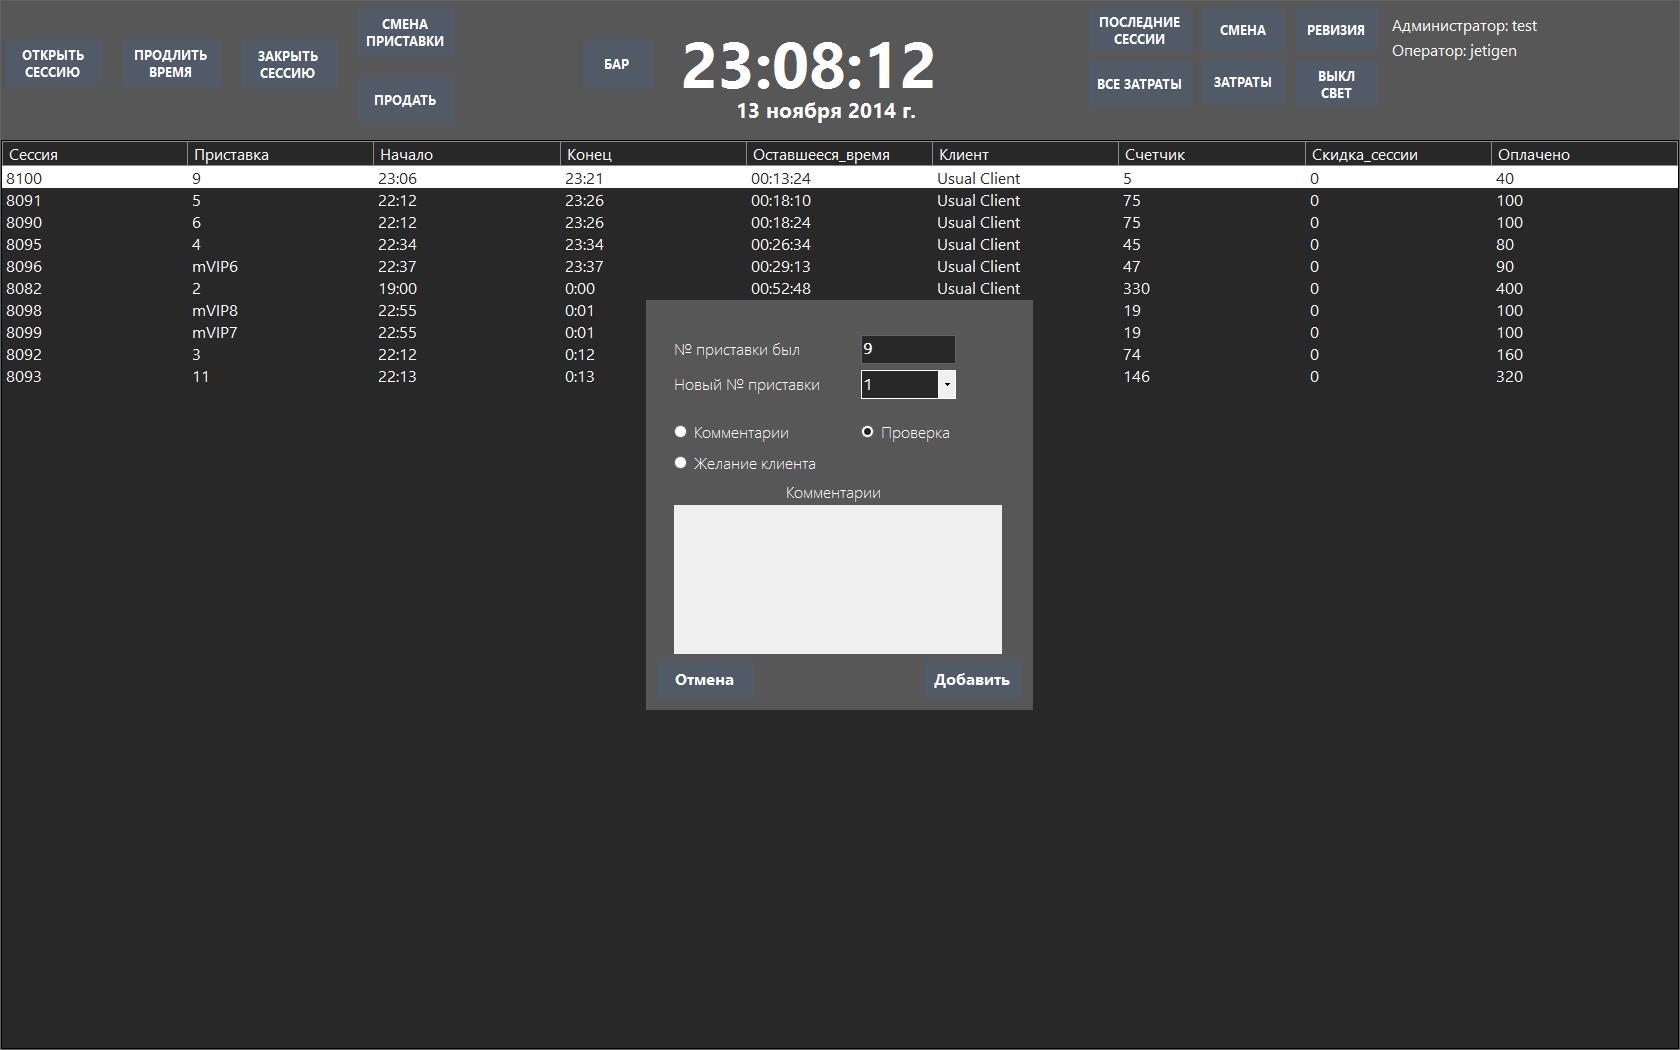 ОТКРЫТЬ
СЕССИЮ
ПРОДЛИТЬ
ВРЕМЯ
ЗАКРЫТЬ
СЕССИЮ
СМЕНА
ПРИСТАВКИ
ПРОДАТЬ
БАР
23:08:12
13 ноября 2014 г.
ПОСЛЕДНИЕ
СЕССИИ
СМЕНА
РЕВИЗИЯ
ВСЕ ЗАТРАТЫ
ЗАТРАТЫ
ВЫКЛ
СВЕТ
Администратор: test
Оператор: jetigen
Сессия Приставка Начало Конец Оставшееся_время Клиент Счетчик Скидка_сессии Оплачено
8100 9 23:06 23:21 00:13:24 Usual Client 5 0 40
8091 5 22:12 23:26 00:18:10 Usual Client 75 0 100
8090 6 22:12 23:26 00:18:24 Usual Client 75 0 100
8095 4 22:34 23:34 00:26:34 Usual Client 45 0 80
8096 mVIP6 22:37 23:37 00:29:13 Usual Client 47 0 90
8082 2 19:00 0:00 00:52:48 Usual Client 330 0 400
8098 mVIP8 22:55 0:01 19 0 100
8099 mVIP7 22:55 0:01 19 0 100
8092 3 22:12 0:12 74 0 160
8093 11 22:13 0:13 146 0 320
№ приставки был 9
Новый № приставки 1
Комментарии Проверка
Желание клиента
Комментарии
Отмена Добавить